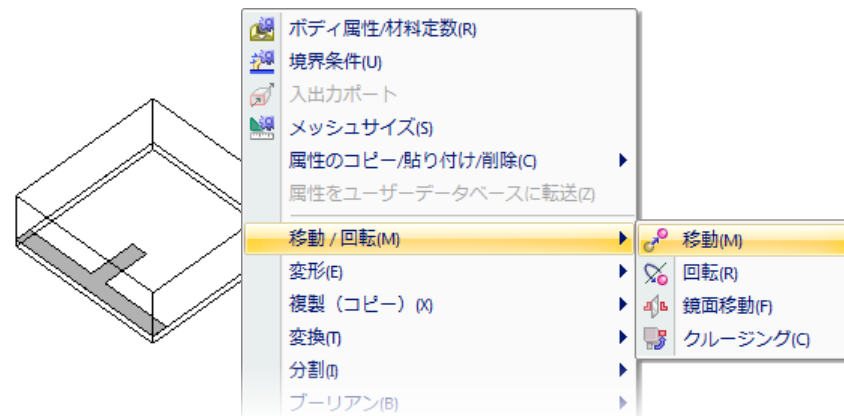 ボディ属性/材料定数(R)
境界条件(U)
入出力ポート
メッシュサイズ(S)
属性のコピー/貼り付け/削除(C)
属性をユーザーデータベースに転送(Z)
移動 / 回転(M)
変形(E)
複製（コピー）(X)
変換(T)
分割(I)
ブーリアン(B)
移動(M)
回転(R)
鏡面移動(F)
クルージング(C)